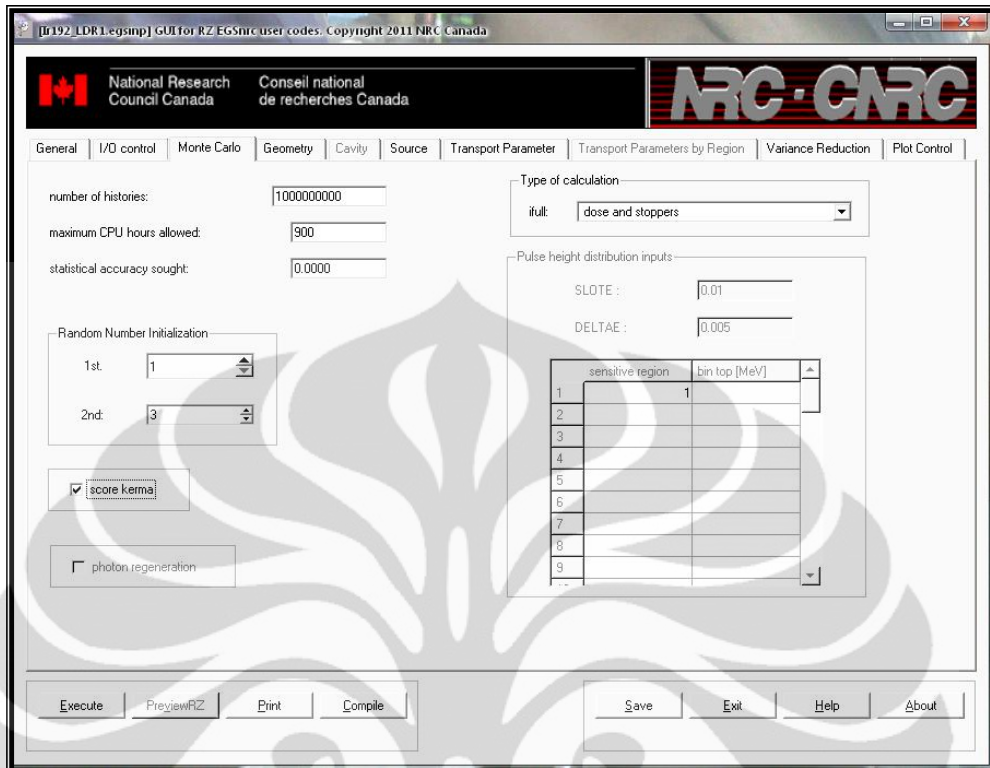 [Ir192_LDR1.egsinp] GUI for RZ EGSnrc user codes. Copyright 2011 NRC Canada
National Research Council Canada
Conseil national de recherches Canada
NRC·CNRC
General I/O control Monte Carlo Geometry Cavity Source Transport Parameter Transport Parameters by Region Variance Reduction Plot Control
number of histories: 1000000000
maximum CPU hours allowed: 900
statistical accuracy sought: 0.0000
Random Number Initialization
1st. 1
2nd: 3
score kerma
photon regeneration
Type of calculation
ifull: dose and stoppers
Pulse height distribution inputs
SLOTE : 0.01
DELTAE : 0.005
sensitive region bin top [MeV]
1 1
2
3
4
5
6
7
8
9
Execute PreviewRZ Print Compile Save Exit Help About